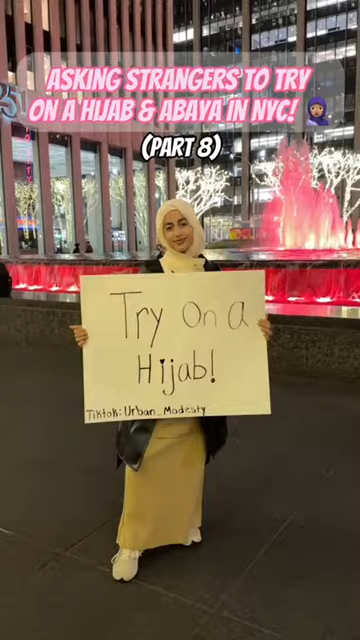 ASKING STRANGERS TO TRY
ON A HIJAB & ABAYA IN NYC! 🧕🏽
(PART 8)
Try On a
Hijab!
Tiktok: Urban_Modesty